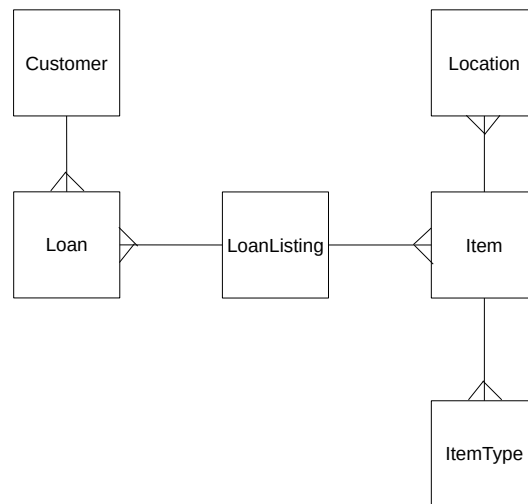 Customer
Location
Loan
LoanListing
Item
ItemType